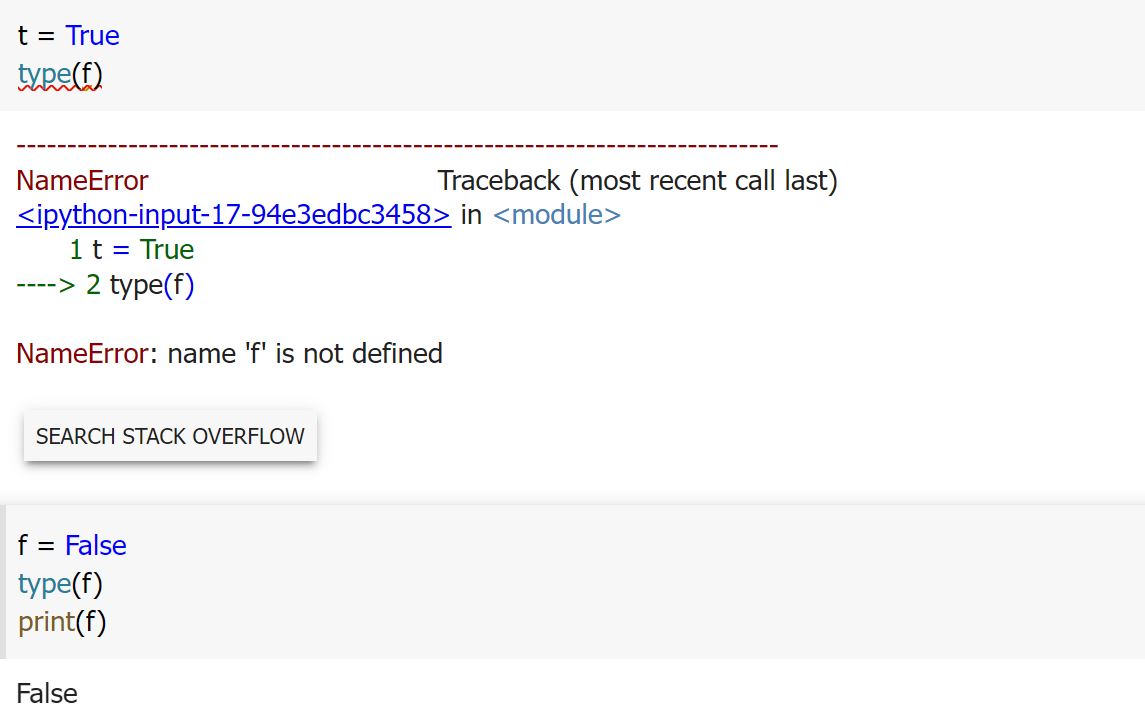 t = True
type(f)
---------------------------------------------------------------------------
NameError Traceback (most recent call last)
<ipython-input-17-94e3edbc3458> in <module>
1 t = True
----> 2 type(f)
NameError: name 'f' is not defined
SEARCH STACK OVERFLOW
f = False
type(f)
print(f)
False